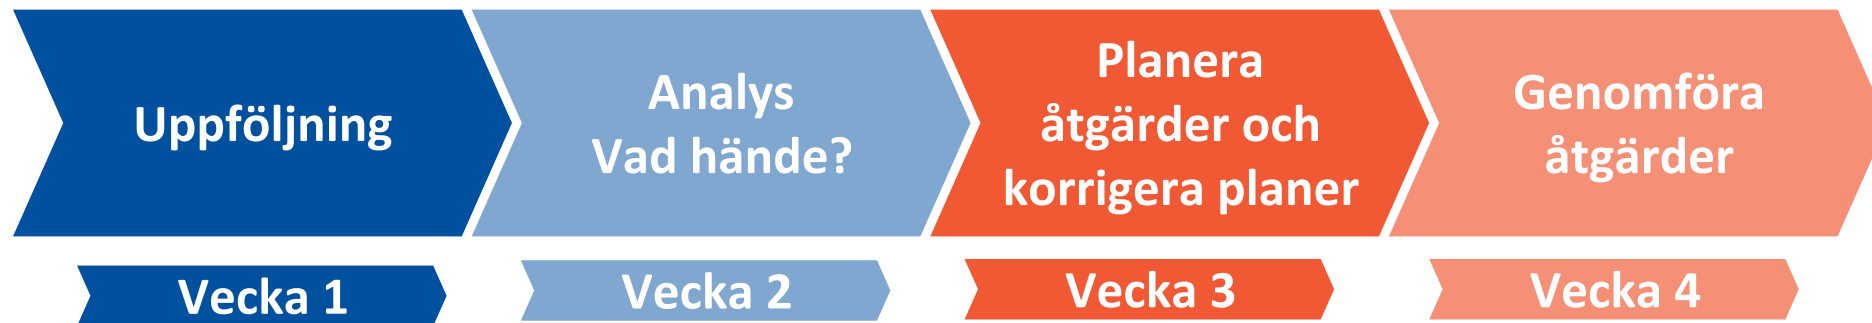 Uppföljning
Analys
Vad hände?
Planera
åtgärder och
korrigera planer
Genomföra
åtgärder
Vecka 1
Vecka 2
Vecka 3
Vecka 4